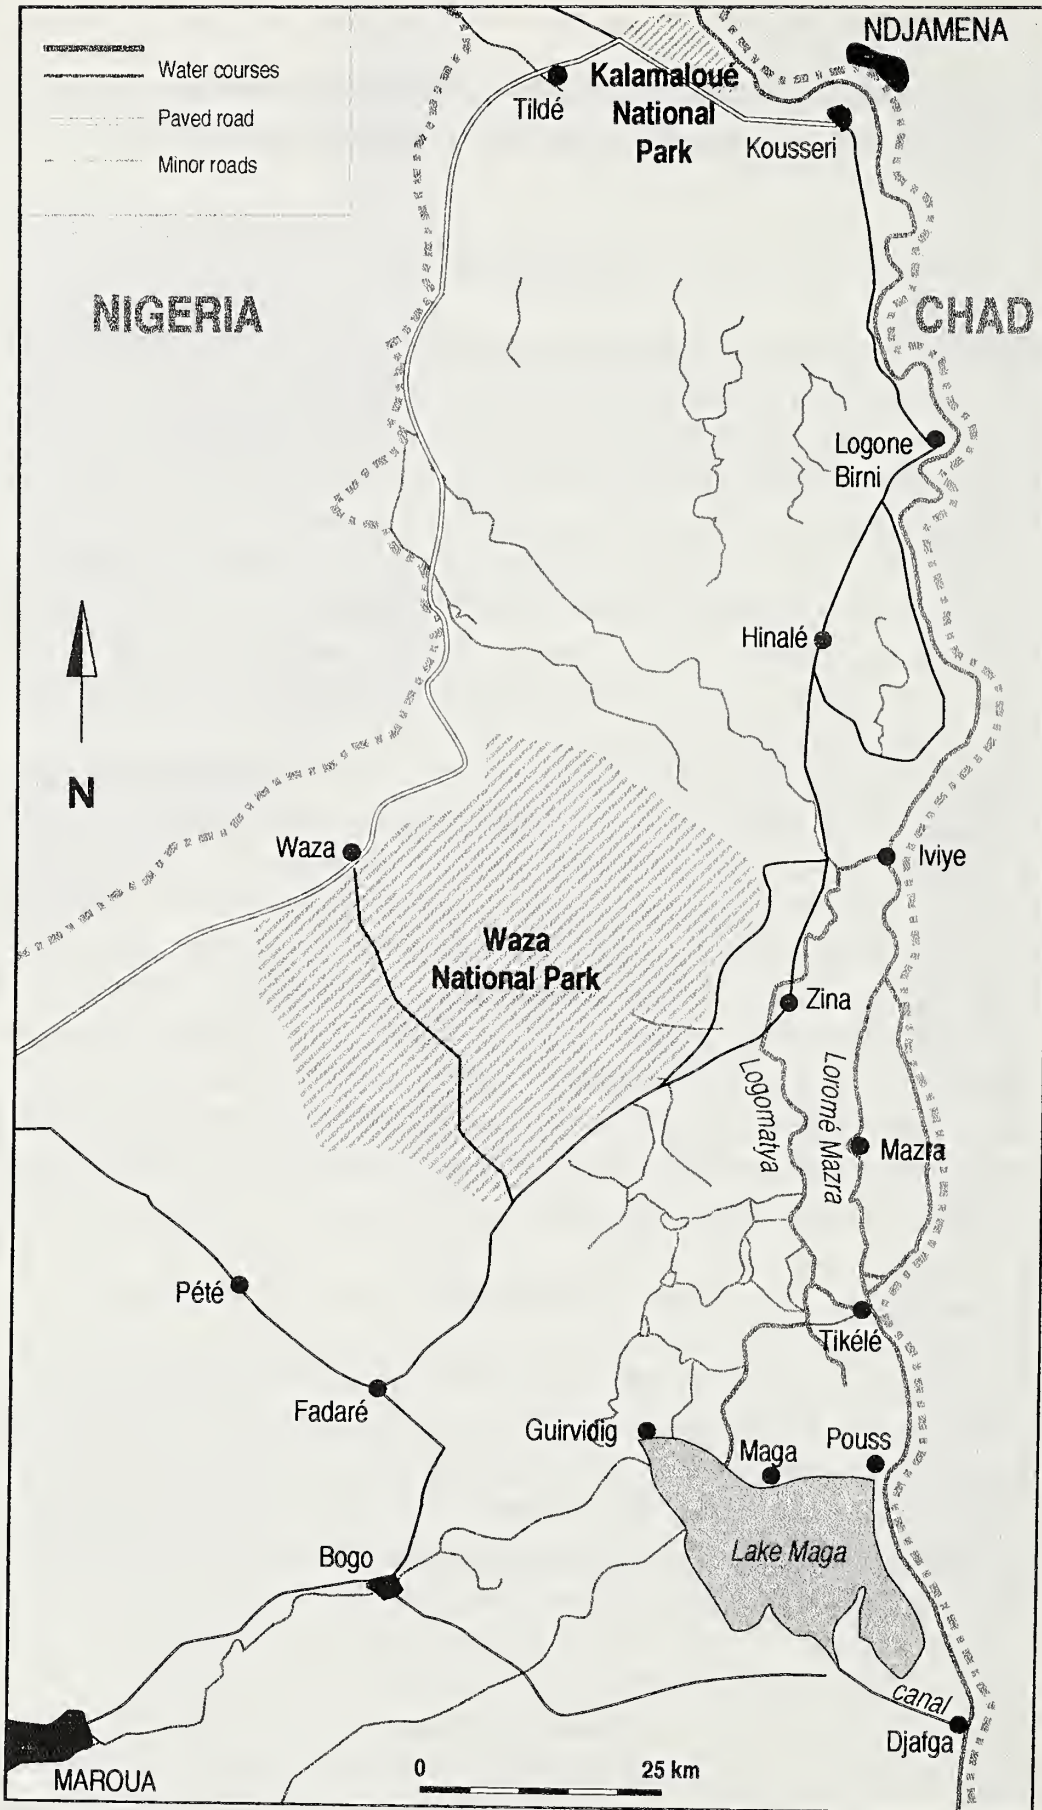 NDJAMENA
Water courses
Paved road
Minor roads
Kalamaloué
National
Park
Tildé
Kousseri
NIGERIA
CHAD
Logone
Birni
Hinalé
N
Waza
Iviye
Waza
National Park
Zina
Logomatya
Loromé Mazra
Mazra
Pété
Tikélé
Fadaré
Guirvidig
Maga
Pouss
Lake Maga
Bogo
canal
Djafga
MAROUA
0
25 km